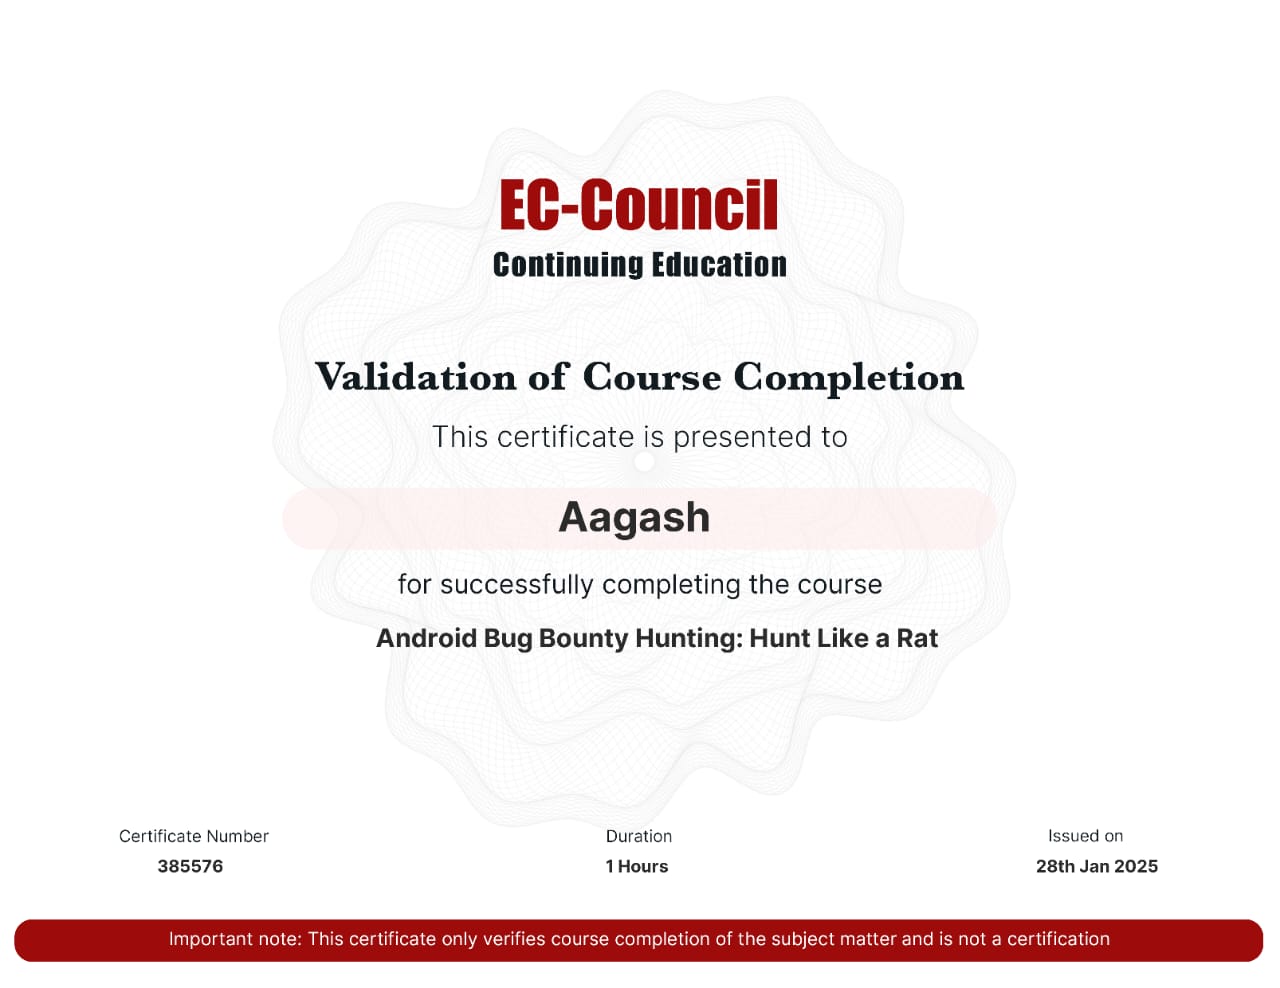 EC-Council
Continuing Education
Validation of Course Completion
This certificate is presented to
Aagash
for successfully completing the course
Android Bug Bounty Hunting: Hunt Like a Rat
Certificate Number
385576
Duration
1 Hours
Issued on
28th Jan 2025
Important note: This certificate only verifies course completion of the subject matter and is not a certification